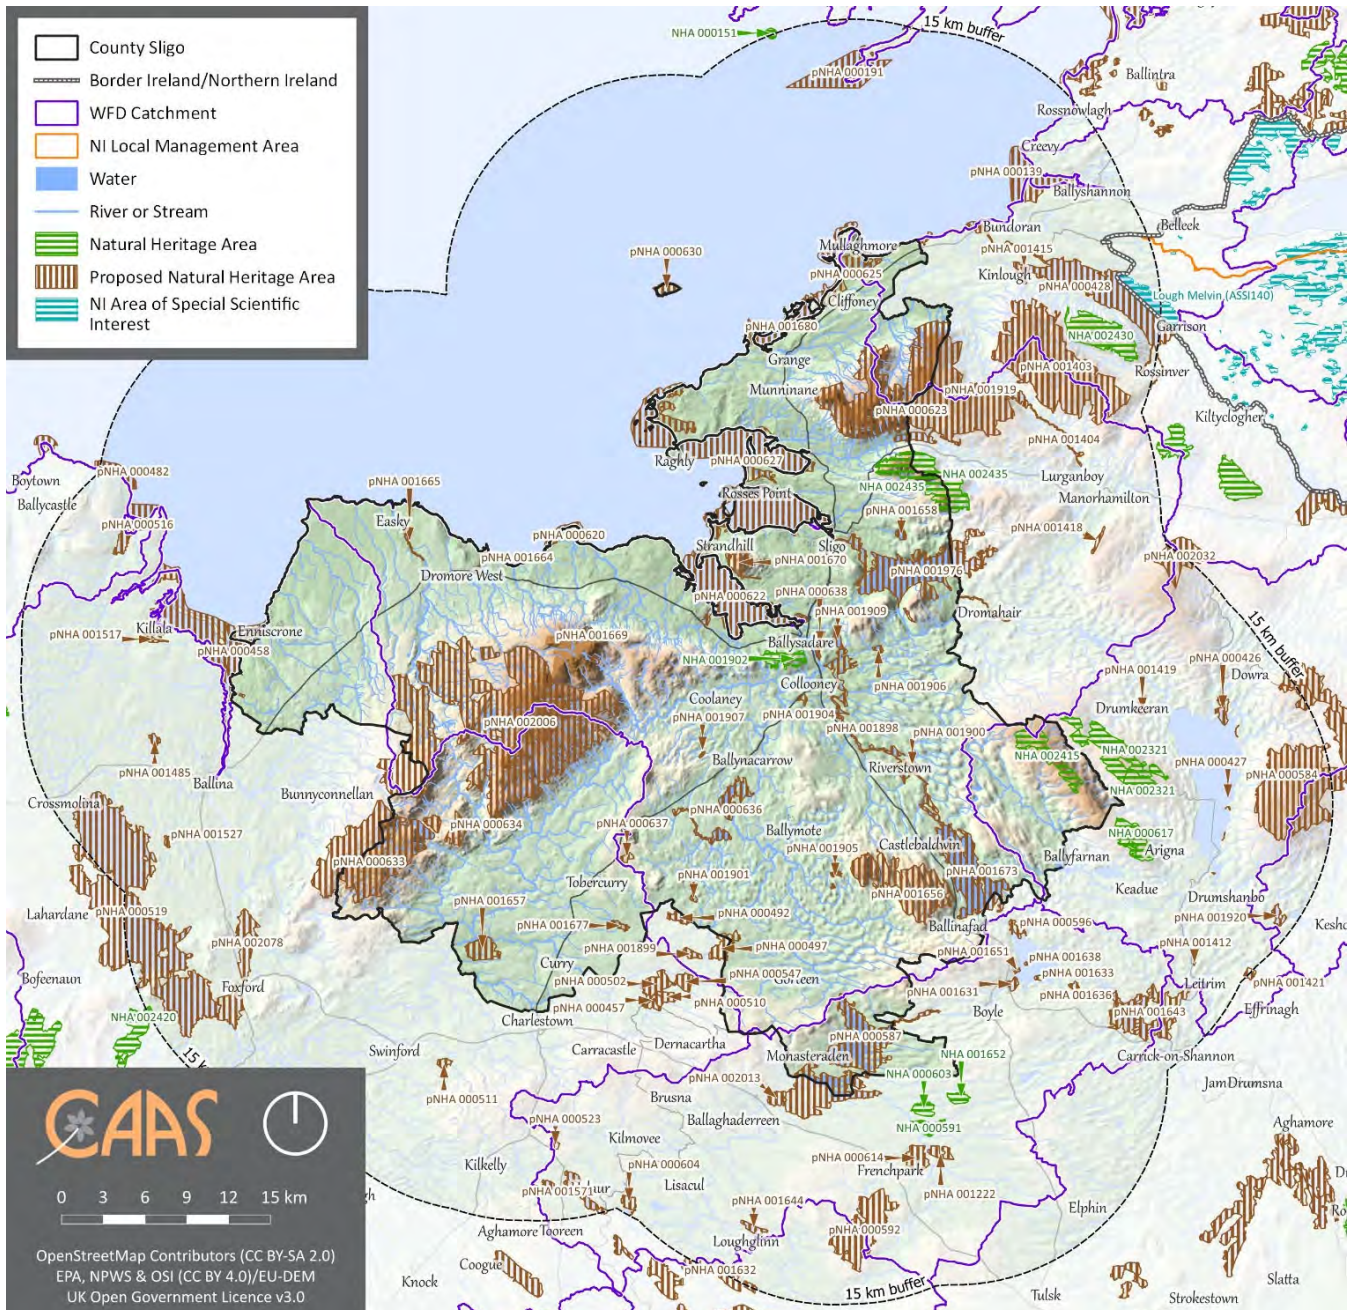 County Sligo
Border Ireland/Northern Ireland
WFD Catchment
NI Local Management Area
Water
River or Stream
Natural Heritage Area
Proposed Natural Heritage Area
NI Area of Special Scientific
Interest
NHA 000151
15 km buffer
pNHA 000191
Ballintra
Rossnowlagh
Creevy
pNHA 000139
Ballyshannon
Belleek
Bundoran
Mullaghmore
pNHA 001415
pNHA 000630
Kinlough
pNHA 000625
pNHA 000428
Cliffoney
Lough Melvin (ASSI140)
Garrison
pNHA 001680
NHA 002430
Grange
pNHA 001403
Rossinver
Munninane
pNHA 001919
pNHA 000623
Kiltyclogher
pNHA 001404
Raghly
pNHA 000627
NHA 002435
NHA 002435
Lurganboy
Manorhamilton
Boytown
pNHA 000482
Ballycastle
pNHA 001665
Rosses Point
pNHA 001658
Easky
pNHA 000516
pNHA 000620
pNHA 001418
Strandhill
Sligo
pNHA 001664
pNHA 001670
pNHA 002032
Dromore West
pNHA 001976
pNHA 000622
pNHA 000638
pNHA 001909
Dromahair
15 km buffer
Killala
Enniscrone
pNHA 001517
pNHA 001669
Ballysadare
pNHA 000458
NHA 001902
pNHA 000426
pNHA 001419
Dowra
Collooney
pNHA 001906
Coolaney
Drumkeeran
pNHA 001907
pNHA 001904
pNHA 002006
pNHA 001898
pNHA 001900
NHA 002321
NHA 002415
pNHA 001485
Ballynacarrow
Riverstown
pNHA 000427
pNHA 000584
Ballina
Bunnyconnellan
NHA 002321
Crossmolina
pNHA 000636
pNHA 000634
pNHA 000637
Ballymote
pNHA 001527
Castlebaldwin
NHA 000617
Arigna
pNHA 001905
Ballyfarnan
pNHA 000633
pNHA 001901
Tobercurry
pNHA 001673
Keadue
pNHA 001657
pNHA 001656
Drumshanbo
Lahardane
pNHA 000519
pNHA 000492
pNHA 001920
pNHA 001677
Ballinafad
pNHA 000596
pNHA 002078
pNHA 001899
pNHA 000497
pNHA 001651
pNHA 001412
Curry
pNHA 001638
Bofeenaun
pNHA 000502
pNHA 000547
pNHA 001633
Gorteen
Leitrim
Foxford
pNHA 001631
pNHA 001636
pNHA 001421
pNHA 000457
pNHA 000510
Boyle
Effrinagh
NHA 002420
Charlestown
pNHA 001643
Dernacartha
pNHA 000587
Swinford
Carracastle
Monasteraden
NHA 001652
Carrick-on-Shannon
pNHA 002013
NHA 000603
Jam
Drumsna
pNHA 000511
Brusna
Ballaghaderreen
pNHA 000523
NHA 000591
Aghamore
Kilmovee
pNHA 000614
Kilkelly
pNHA 000604
Frenchpark
Lisacul
pNHA 001571
pNHA 001222
pNHA 001644
Elphin
Aghamore
Tooreen
pNHA 000592
Loughglinn
Coogue
pNHA 001632
Knock
15 km buffer
Tulsk
Strokestown
Slatta
CAAS
0 3 6 9 12 15 km
OpenStreetMap Contributors (CC BY-SA 2.0)
EPA, NPWS & OSI (CC BY 4.0)/EU-DEM
UK Open Government Licence v3.0